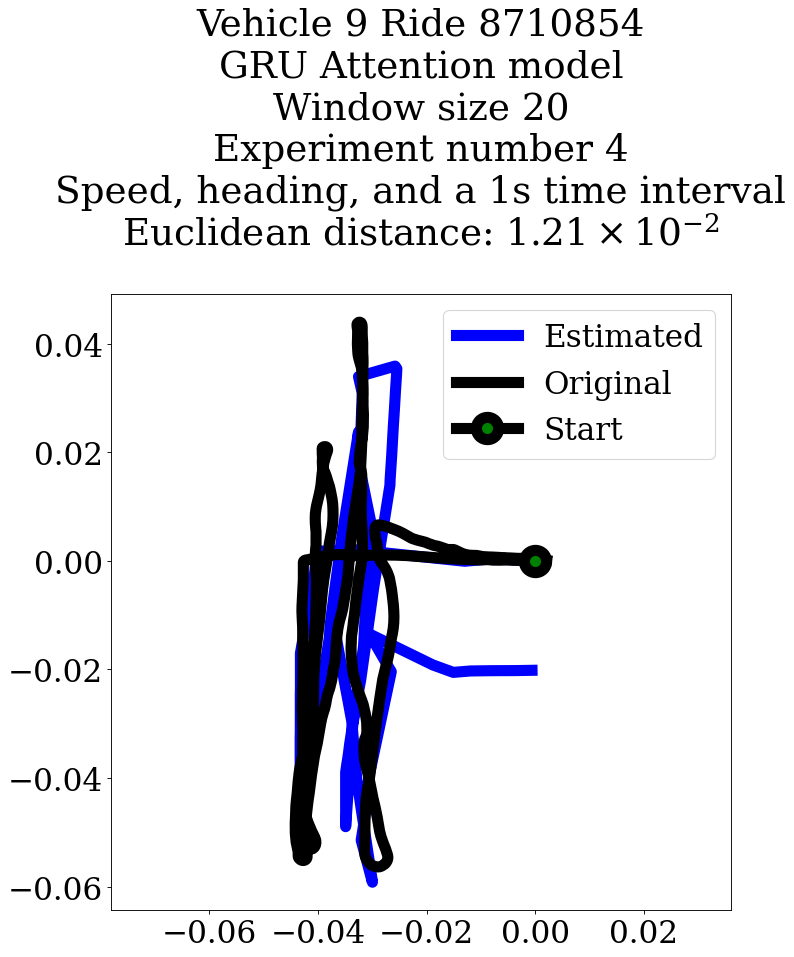 Vehicle 9 Ride 8710854
GRU Attention model
Window size 20
Experiment number 4
Speed, heading, and a 1s time interval
Euclidean distance: 1.21 × 10⁻²
Estimated
Original
Start
0.04
0.02
0.00
−0.02
−0.04
−0.06
−0.06 −0.04 −0.02 0.00 0.02